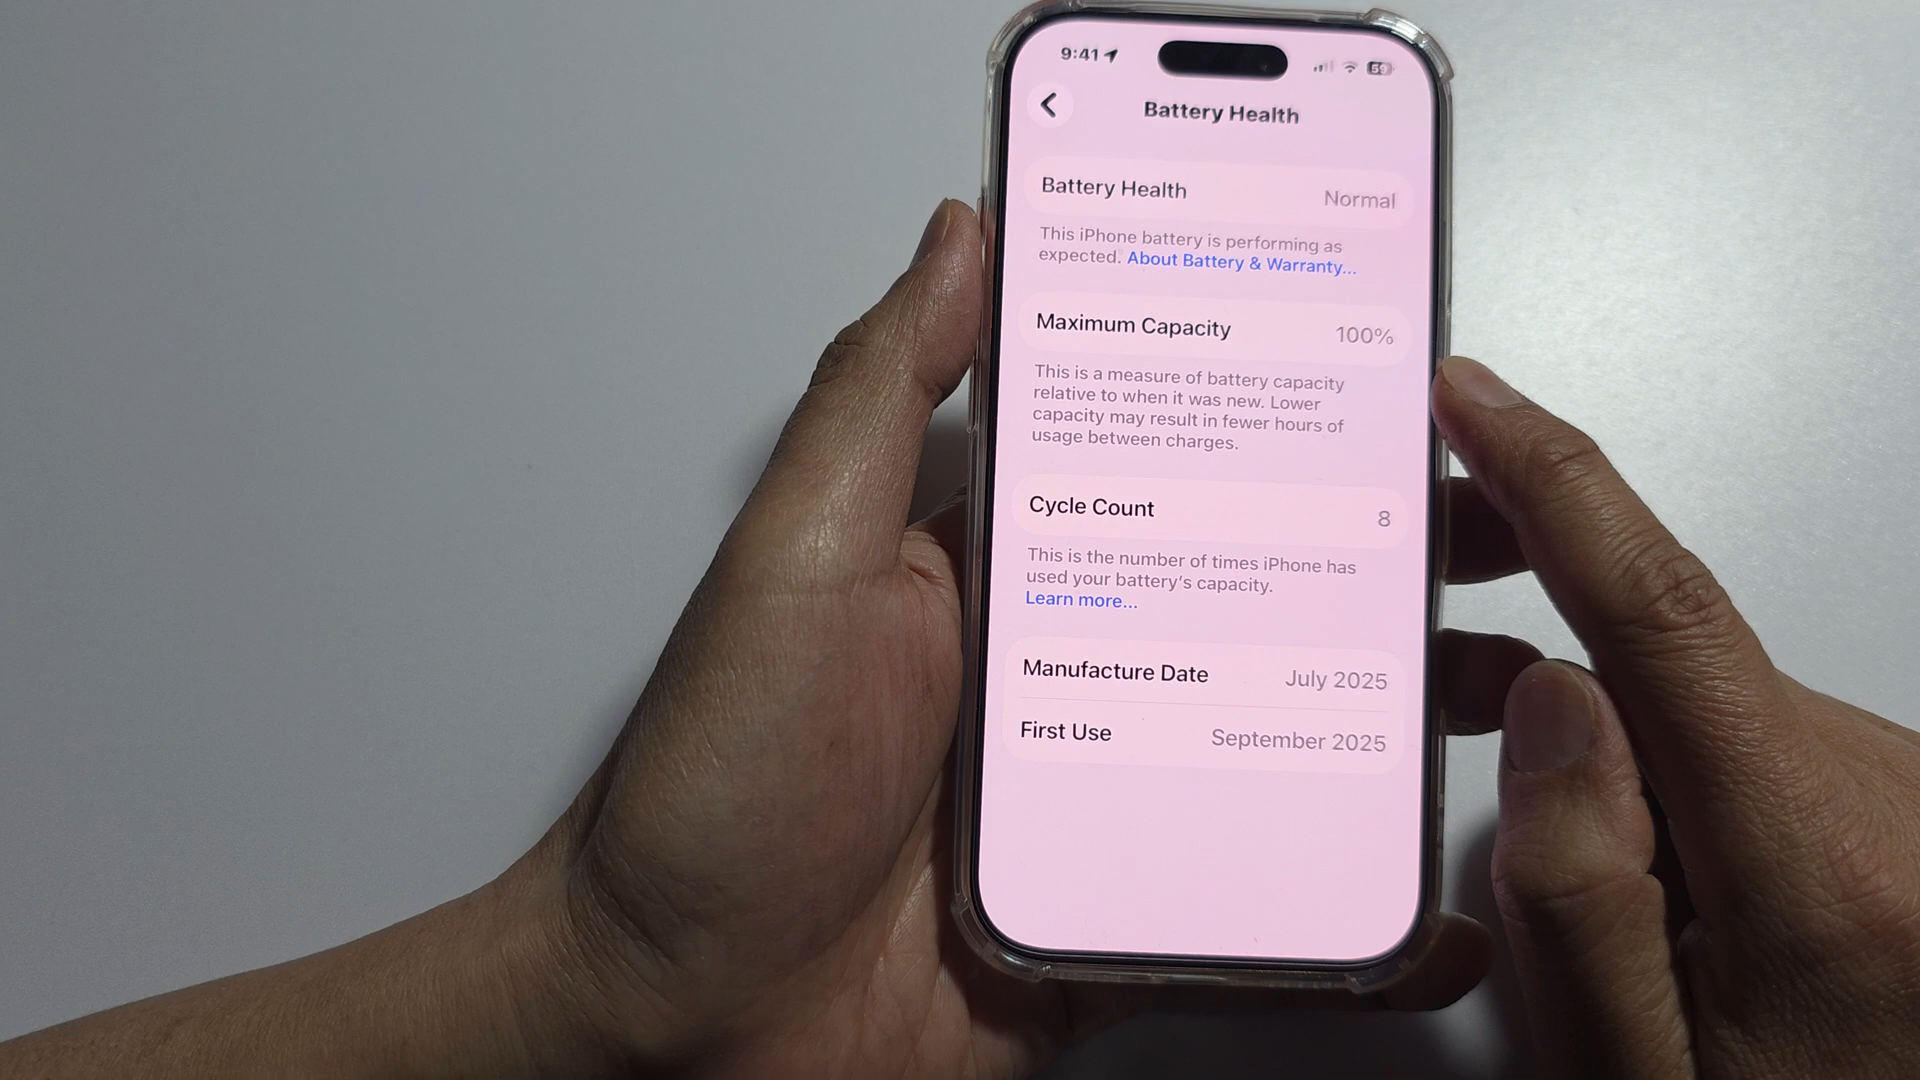 9:41
59
Battery Health
Battery Health Normal
This iPhone battery is performing as
expected. About Battery & Warranty...
Maximum Capacity 100%
This is a measure of battery capacity
relative to when it was new. Lower
capacity may result in fewer hours of
usage between charges.
Cycle Count 8
This is the number of times iPhone has
used your battery's capacity.
Learn more...
Manufacture Date July 2025
First Use September 2025